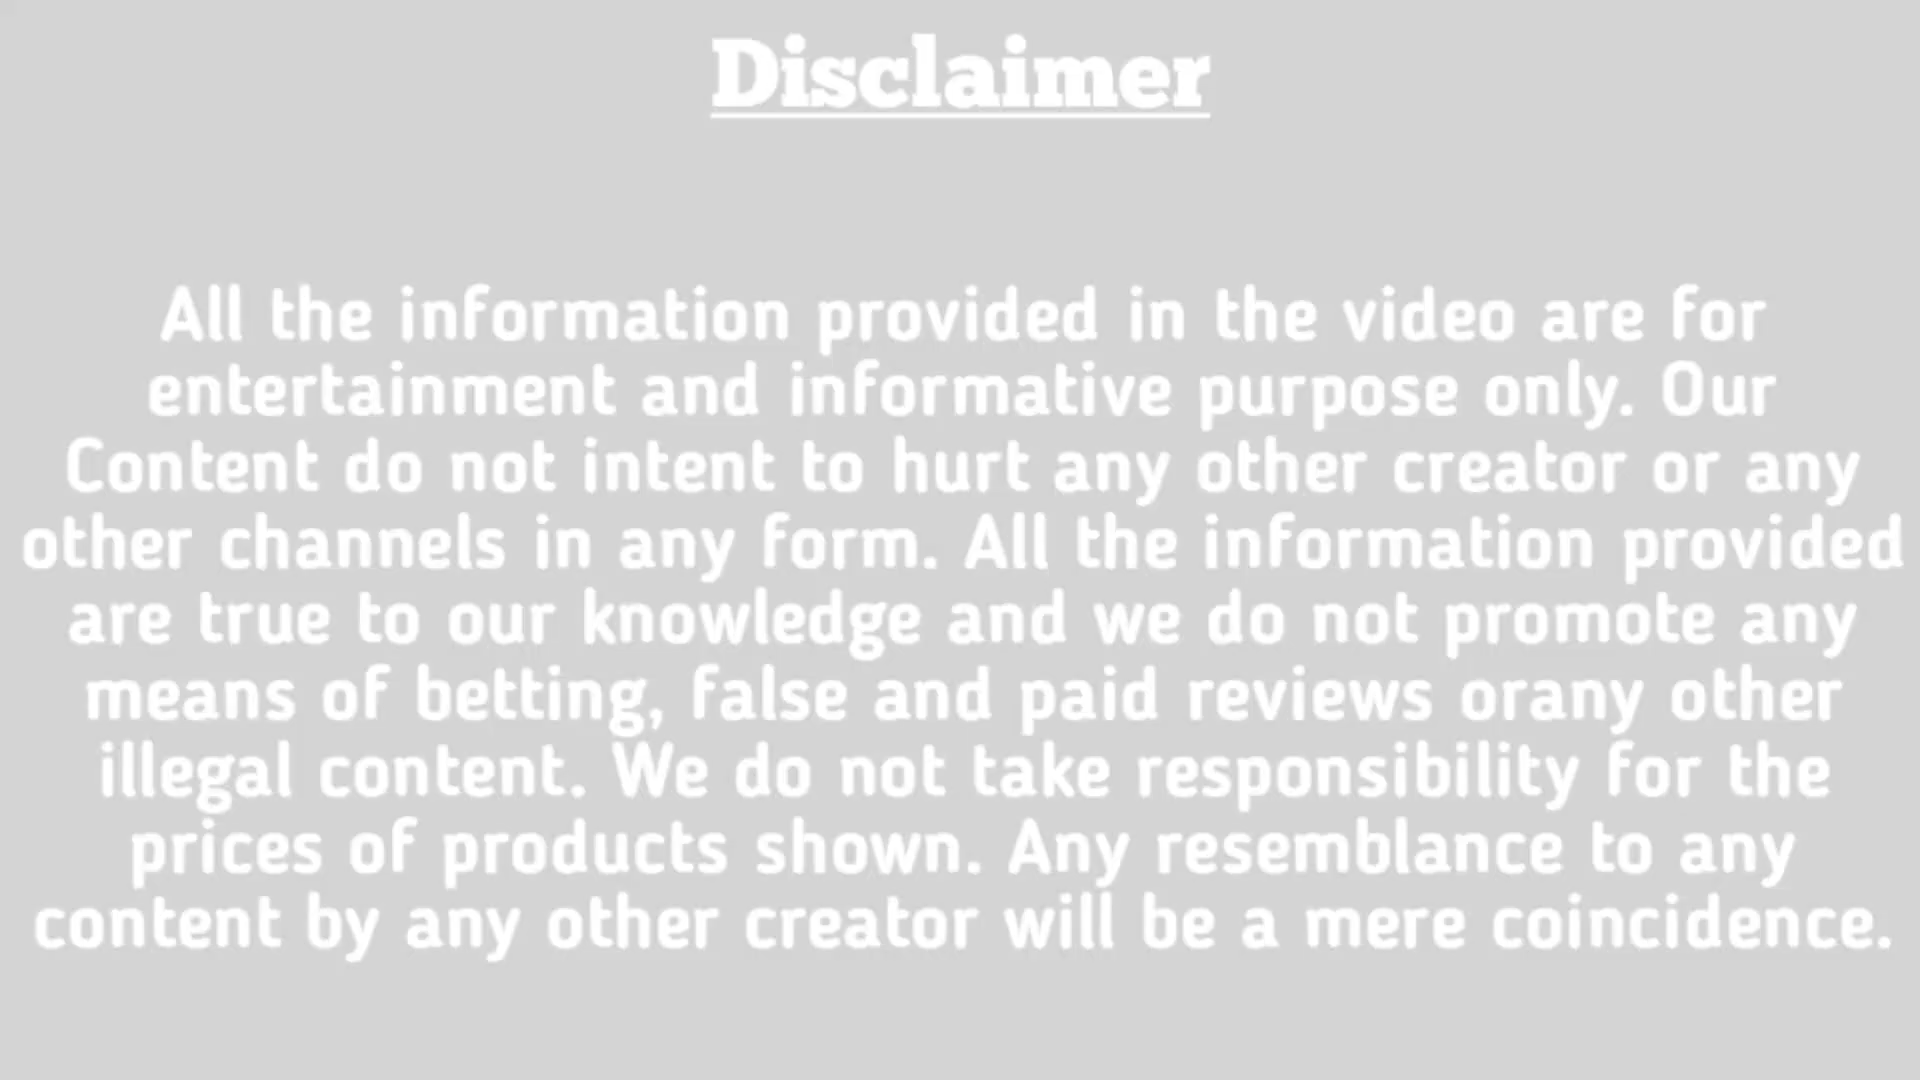 Disclaimer
All the information provided in the video are for
entertainment and informative purpose only. Our
Content do not intent to hurt any other creator or any
other channels in any form. All the information provided
are true to our knowledge and we do not promote any
means of betting, false and paid reviews orany other
illegal content. We do not take responsibility for the
prices of products shown. Any resemblance to any
content by any other creator will be a mere coincidence.